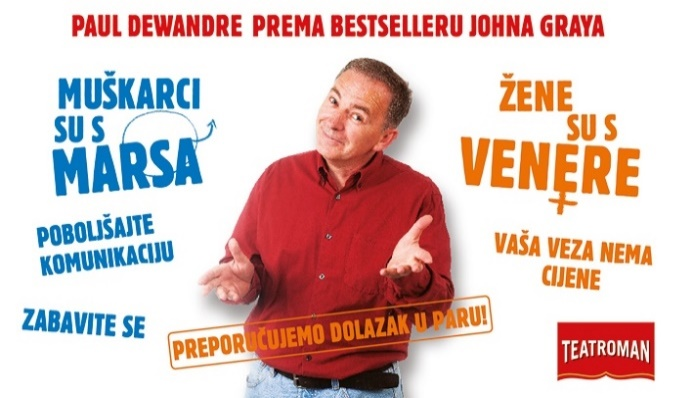 PAUL DEWANDRE PREMA BESTSELLERU JOHNA GRAYA
MUŠKARCI
SU S
MARSA
POBOLJŠAJTE
KOMUNIKACIJU
ZABAVITE SE
ŽENE
SU S
VENERE
VAŠA VEZA NEMA
CIJENE
PREPORUČUJEMO DOLAZAK U PARU!
TEATROMAN